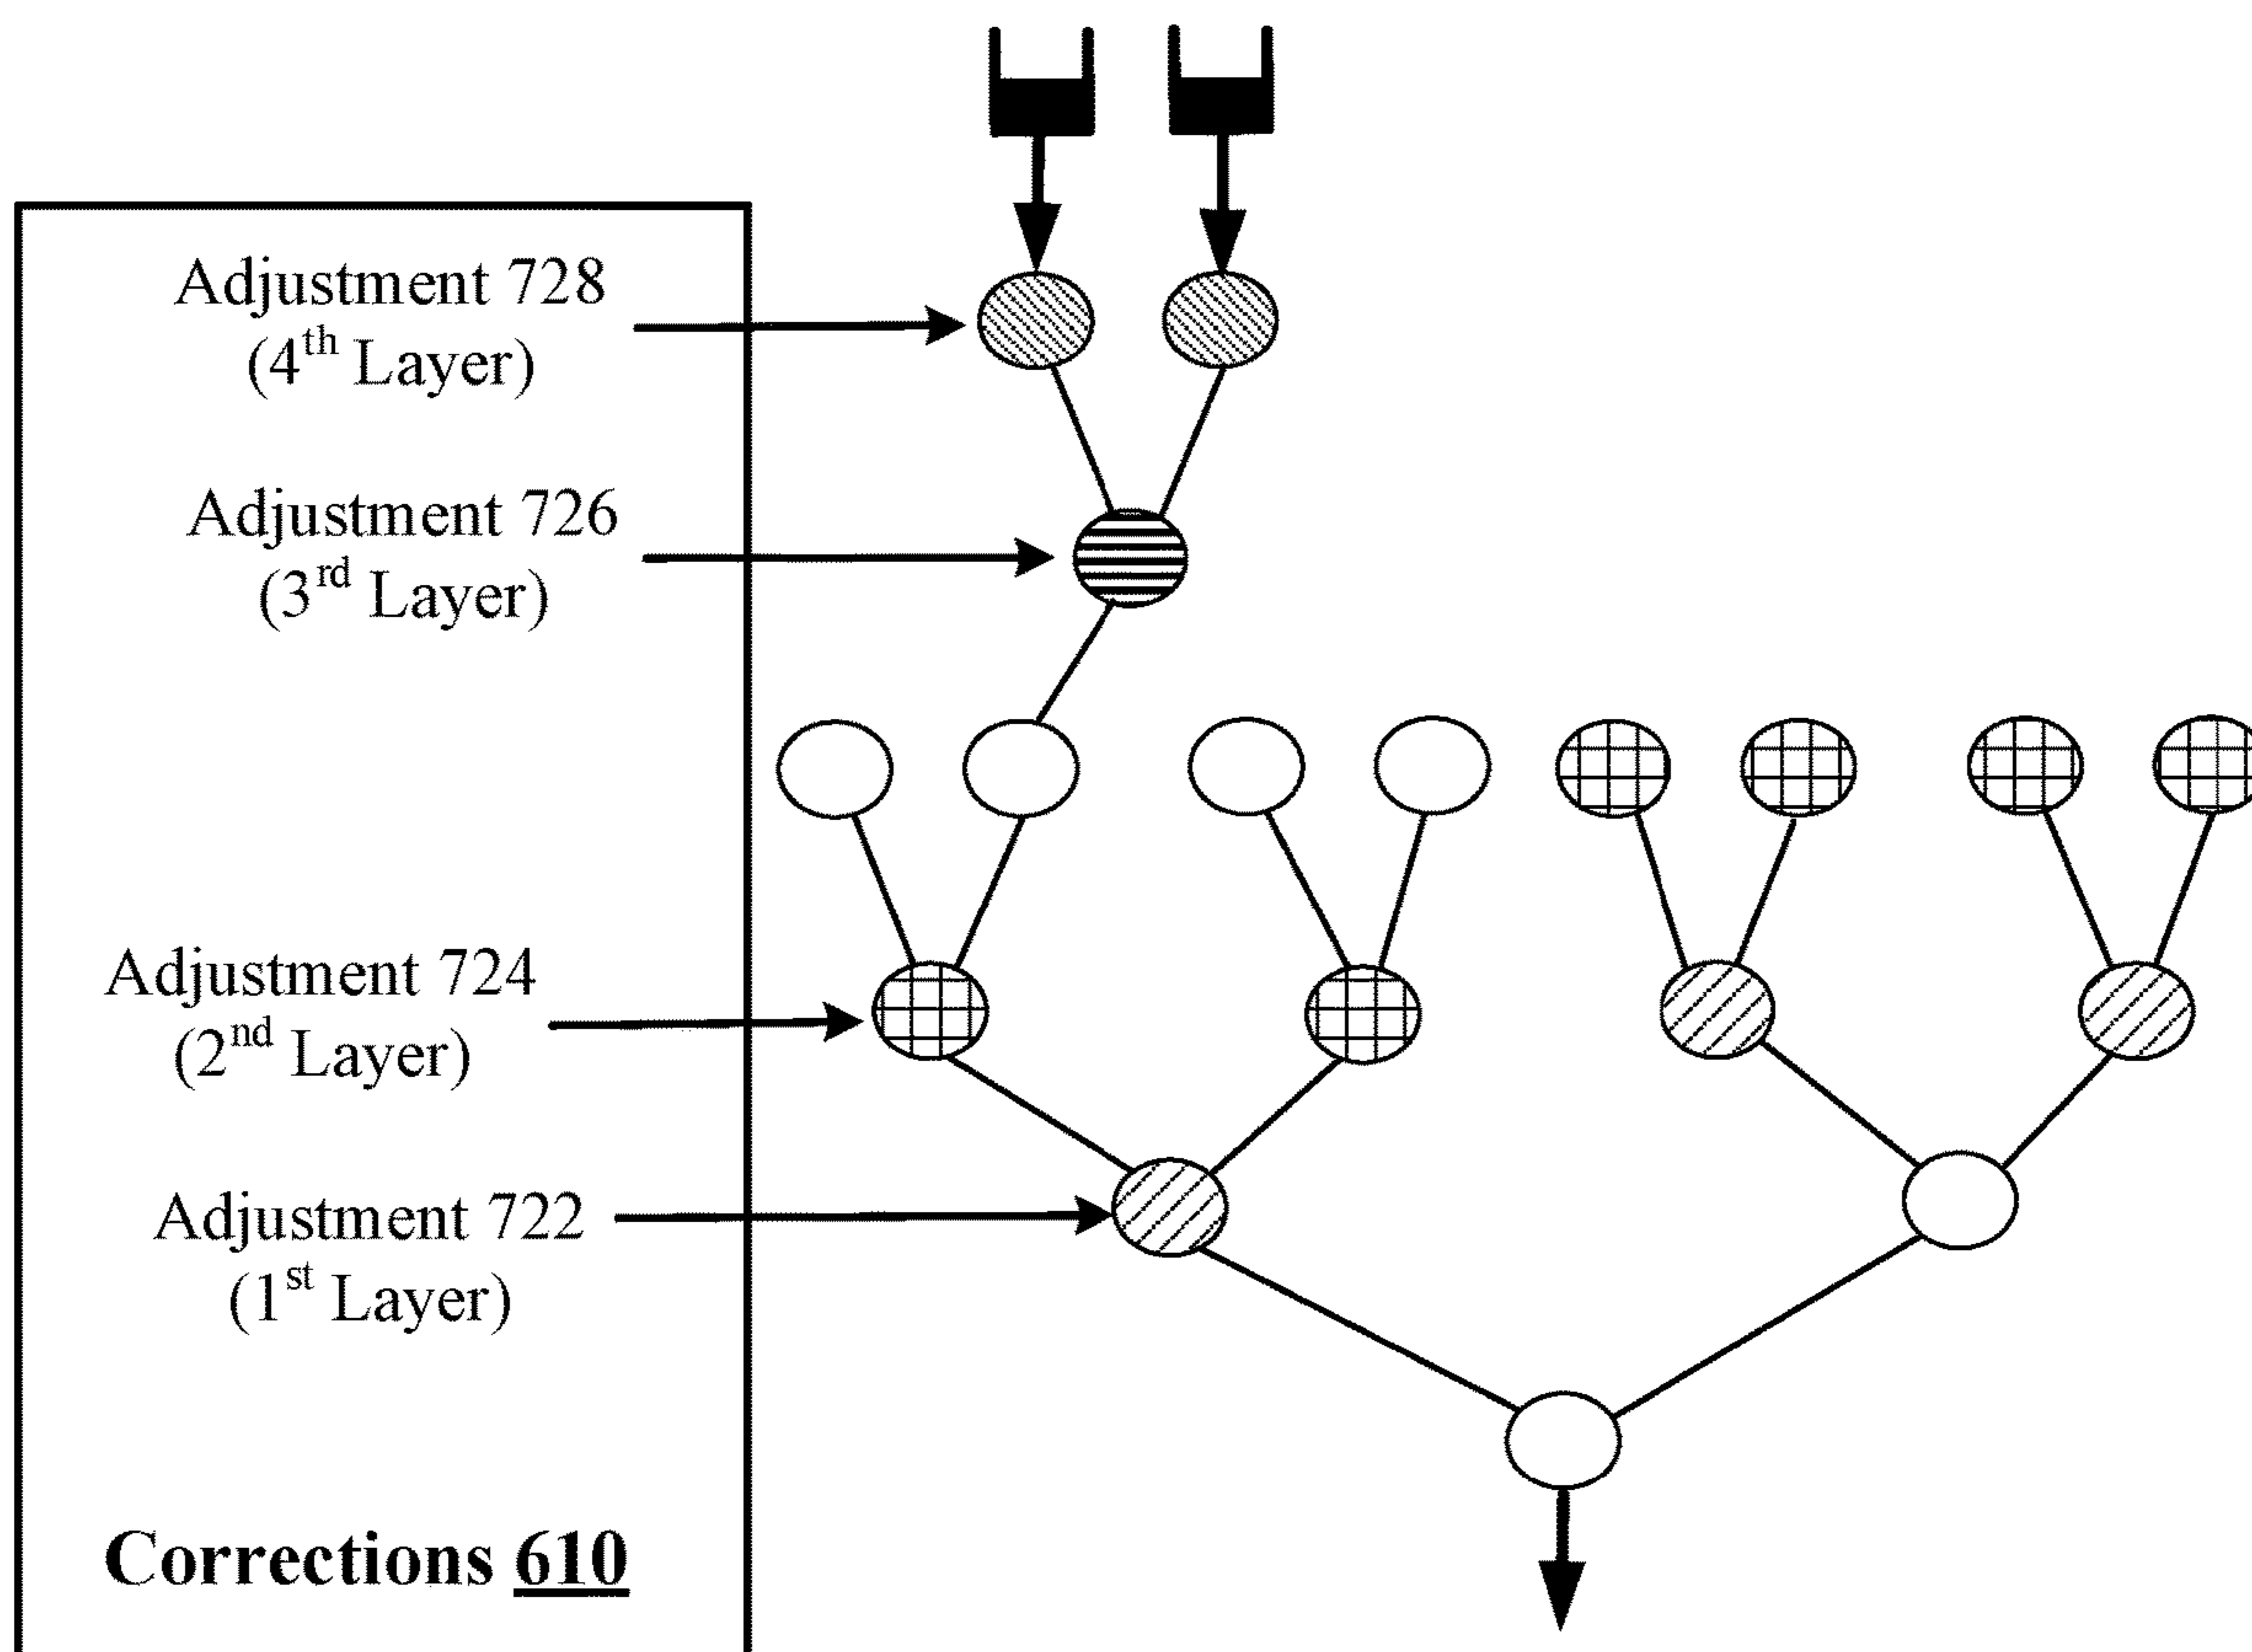 Adjustment 728
(4th Layer)
Adjustment 726
(3rd Layer)
Adjustment 724
(2nd Layer)
Adjustment 722
(1st Layer)
Corrections 610